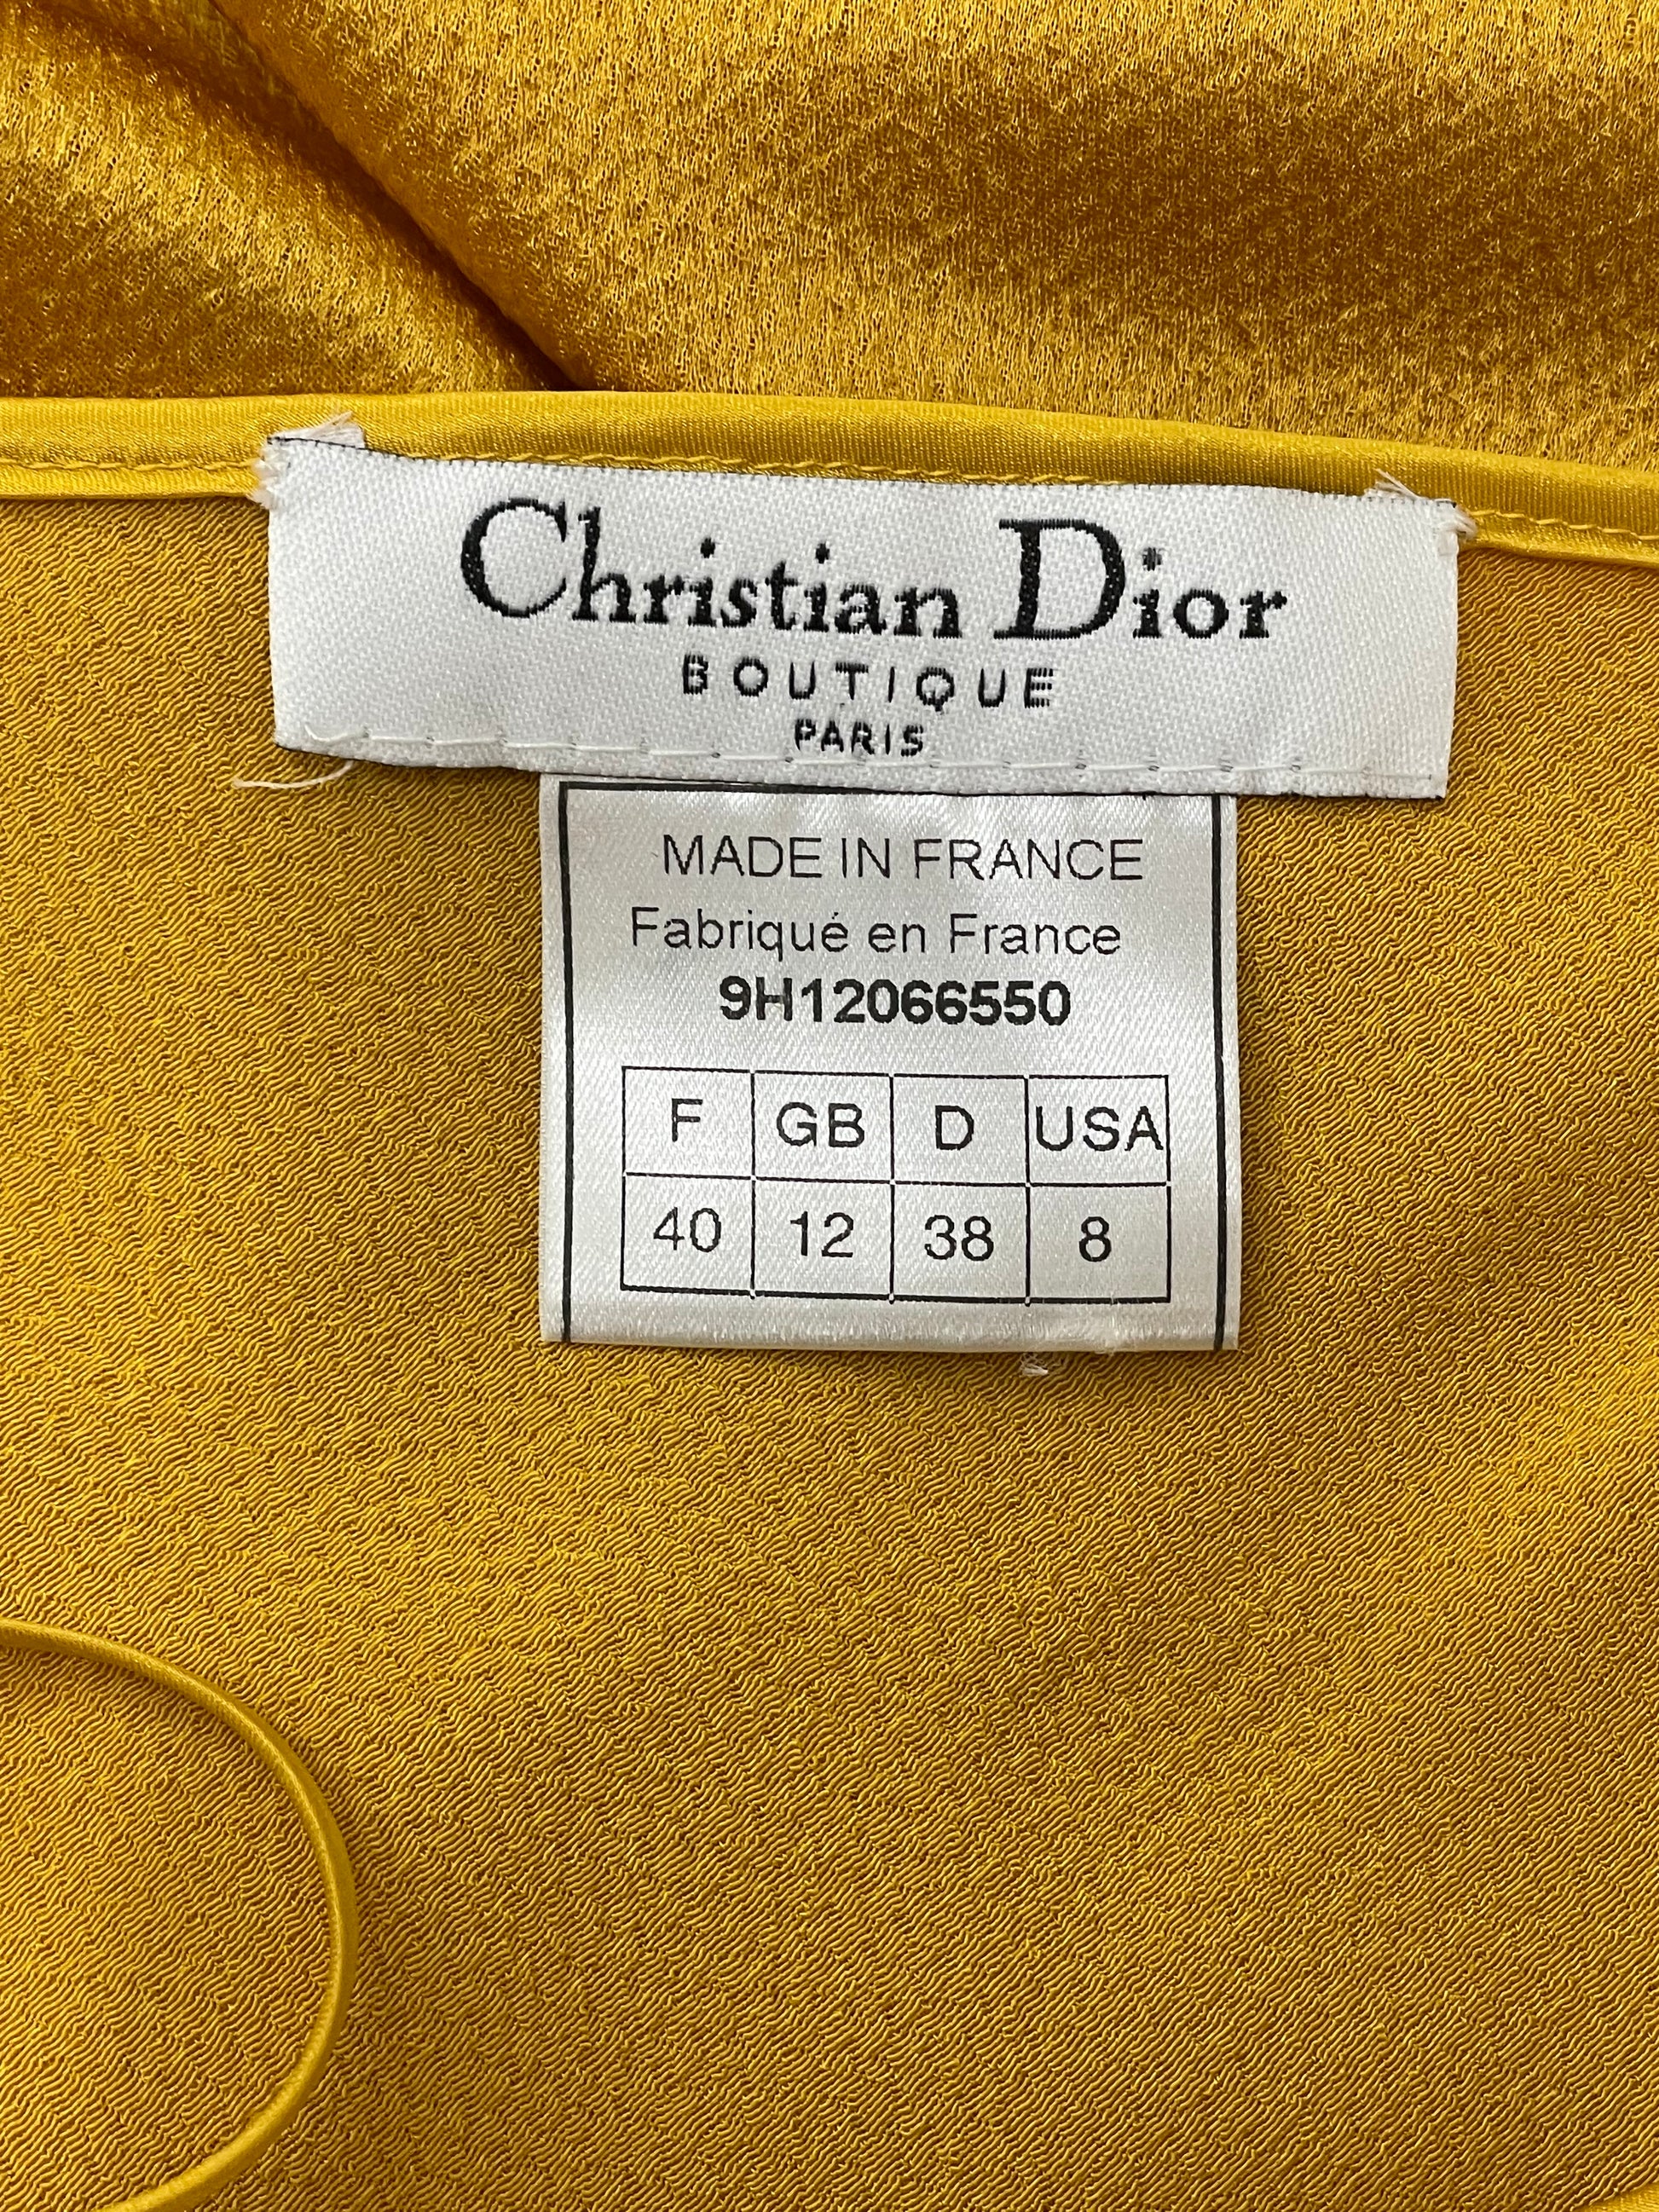 Christian Dior
BOUTIQUE
PARIS
MADE IN FRANCE
Fabriqué en France
9H12066550
F GB D USA
40 12 38 8